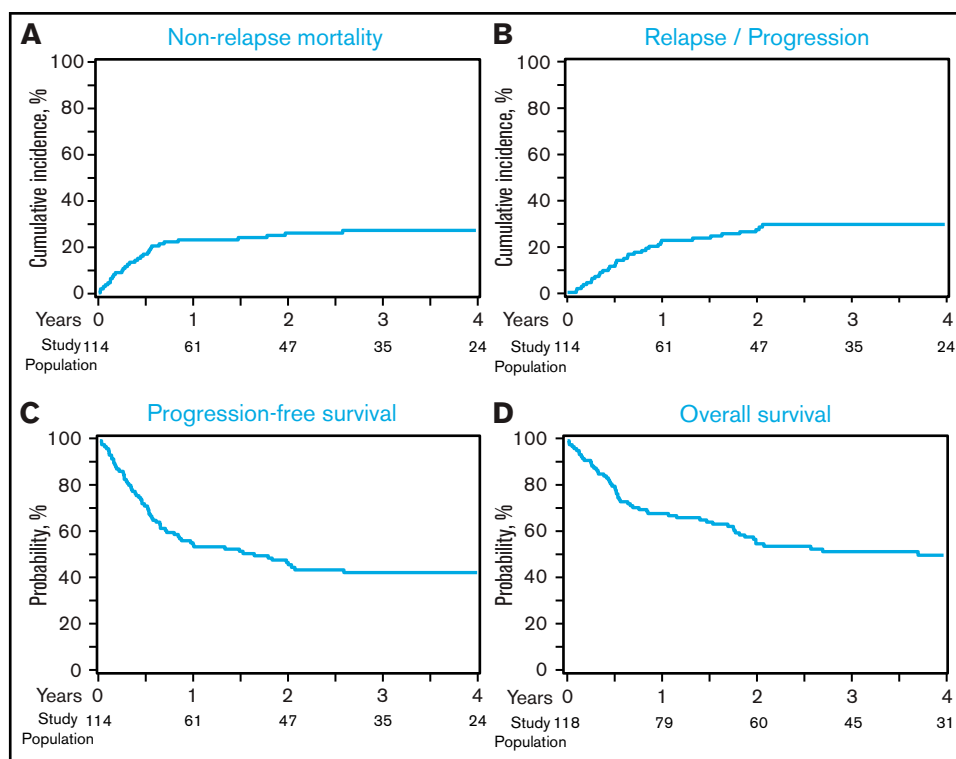 A Non-relapse mortality
Cumulative incidence, %
100
80
60
40
20
0
Years 0 1 2 3 4
Study 114 61 47 35 24
Population
B Relapse / Progression
Cumulative incidence, %
100
80
60
40
20
0
Years 0 1 2 3 4
Study 114 61 47 35 24
Population
C Progression-free survival
Probability, %
100
80
60
40
20
0
Years 0 1 2 3 4
Study 114 61 47 35 24
Population
D Overall survival
Probability, %
100
80
60
40
20
0
Years 0 1 2 3 4
Study 118 79 60 45 31
Population